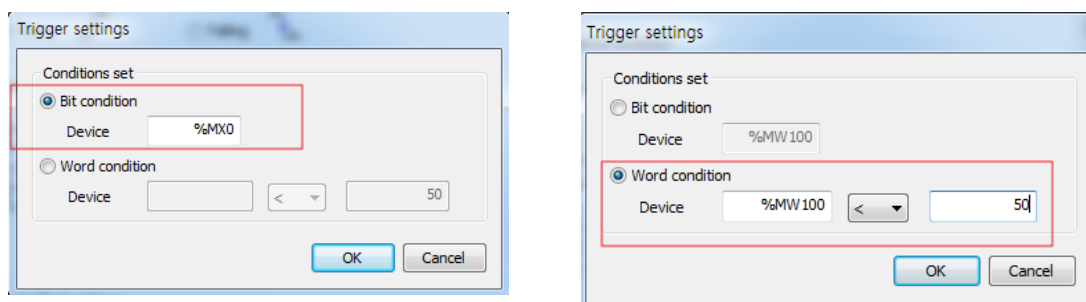 Trigger settings
Conditions set
Bit condition
Device %MX0
Word condition
Device < 50
OK Cancel
Trigger settings
Conditions set
Bit condition
Device %MW100
Word condition
Device %MW100 < 50
OK Cancel